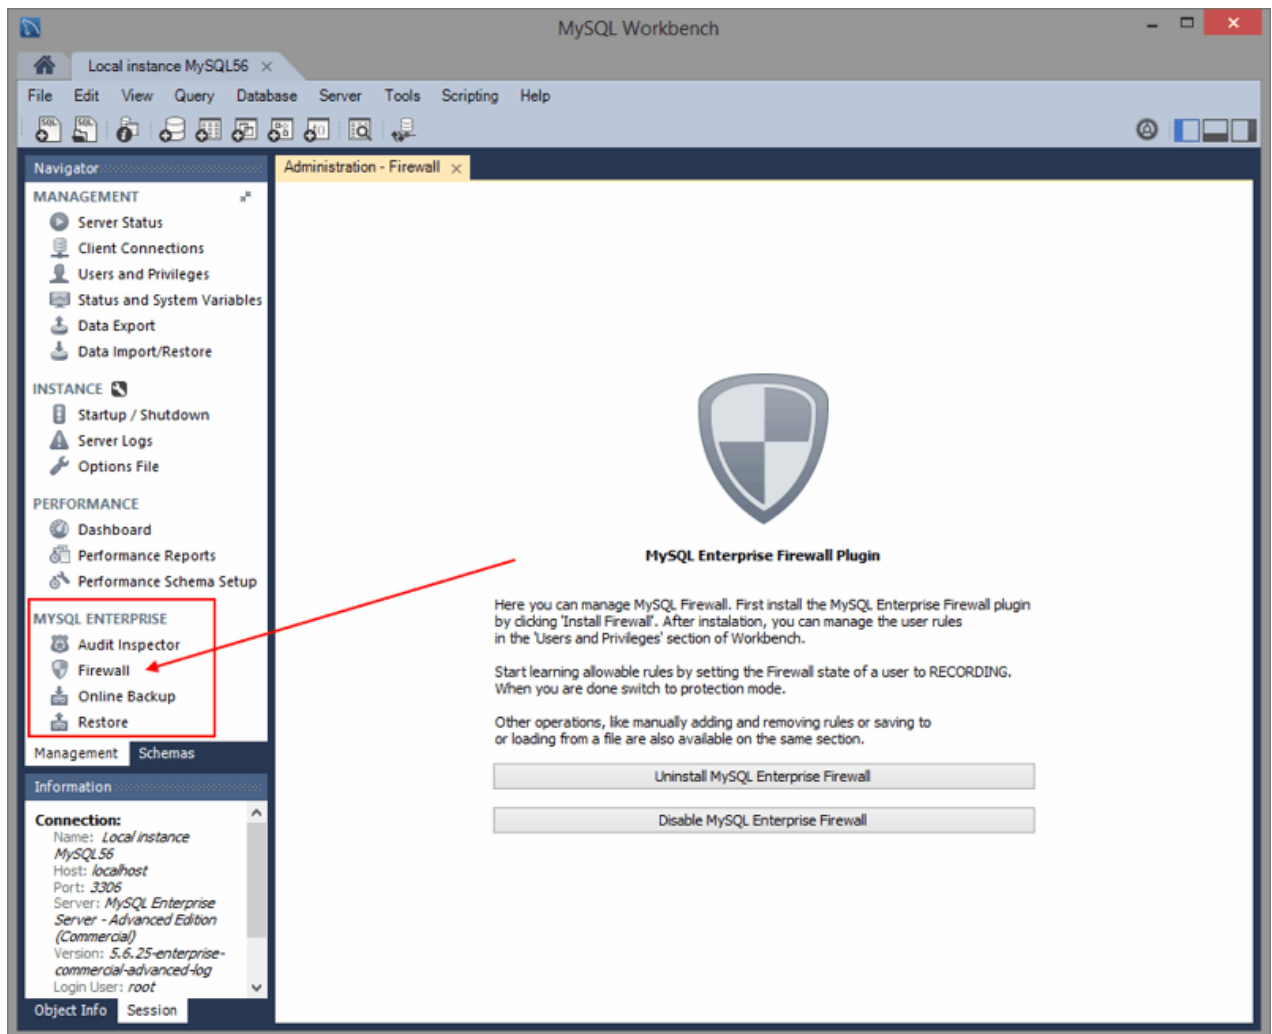 MySQL Workbench
Local instance MySQL56
File Edit View Query Database Server Tools Scripting Help
Navigator
MANAGEMENT
Server Status
Client Connections
Users and Privileges
Status and System Variables
Data Export
Data Import/Restore
INSTANCE
Startup / Shutdown
Server Logs
Options File
PERFORMANCE
Dashboard
Performance Reports
Performance Schema Setup
MYSQL ENTERPRISE
Audit Inspector
Firewall
Online Backup
Restore
Management Schemas
Information
Connection:
Name: Local instance
MySQL56
Host: localhost
Port: 3306
Server: MySQL Enterprise
Server - Advanced Edition
(Commercial)
Version: 5.6.25-enterprise-
commercial-advanced-log
Login User: root
Object Info Session
Administration - Firewall
MySQL Enterprise Firewall Plugin
Here you can manage MySQL Firewall. First install the MySQL Enterprise Firewall plugin
by clicking 'Install Firewall'. After instalation, you can manage the user rules
in the 'Users and Privileges' section of Workbench.
Start learning allowable rules by setting the Firewall state of a user to RECORDING.
When you are done switch to protection mode.
Other operations, like manually adding and removing rules or saving to
or loading from a file are also available on the same section.
Uninstall MySQL Enterprise Firewall
Disable MySQL Enterprise Firewall